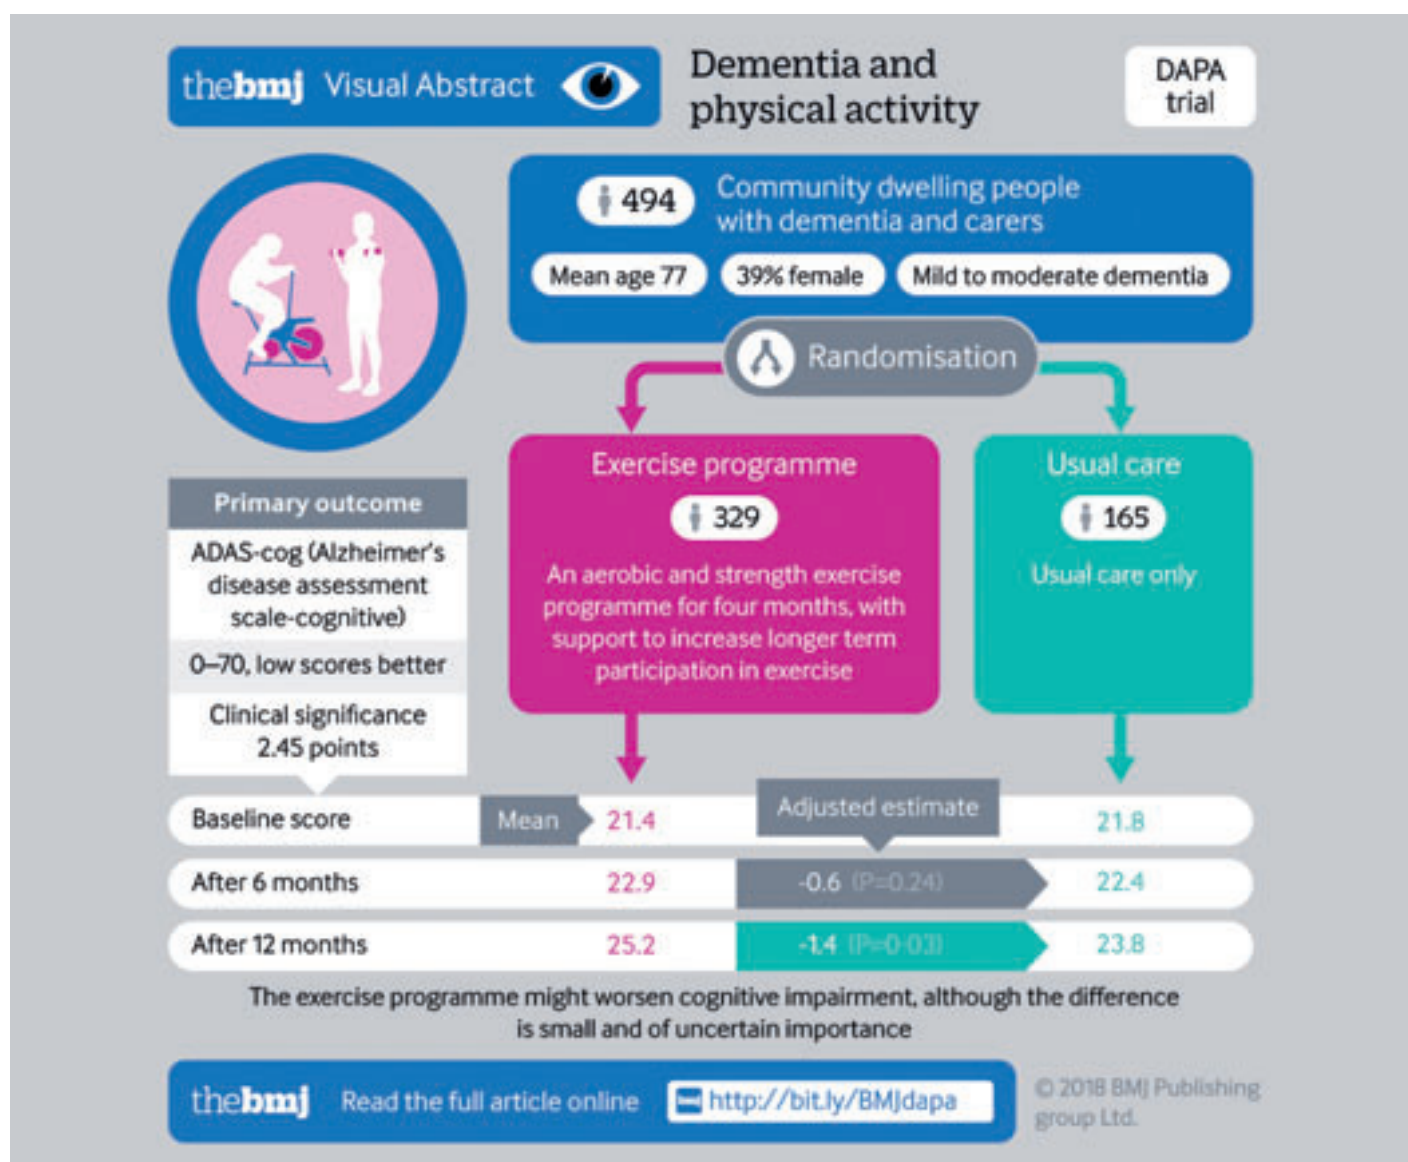 thebmj Visual Abstract
Dementia and
physical activity
DAPA
trial
494
Community dwelling people
with dementia and carers
Mean age 77
39% female
Mild to moderate dementia
Randomisation
Exercise programme
329
An aerobic and strength exercise
programme for four months, with
support to increase longer term
participation in exercise
Usual care
165
Usual care only
Primary outcome
ADAS-cog (Alzheimer's
disease assessment
scale-cognitive)
0–70, low scores better
Clinical significance
2.45 points
Baseline score Mean 21.4 Adjusted estimate 21.8
After 6 months 22.9 -0.6 (P=0.24) 22.4
After 12 months 25.2 -1.4 (P=0·03) 23.8
The exercise programme might worsen cognitive impairment, although the difference
is small and of uncertain importance
thebmj Read the full article online http://bit.ly/BMJdapa
© 2018 BMJ Publishing
group Ltd.